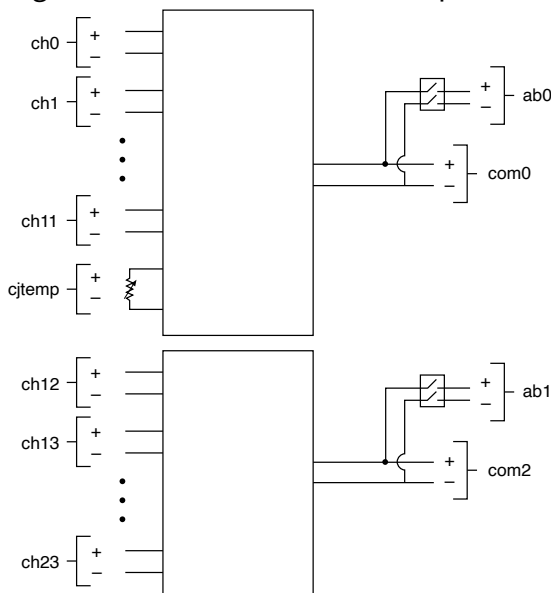 ch0
+
−
ch1
+
−
ch11
+
−
cjtemp
+
−
+
−
ab0
+
−
com0
ch12
+
−
ch13
+
−
ch23
+
−
+
−
ab1
+
−
com2